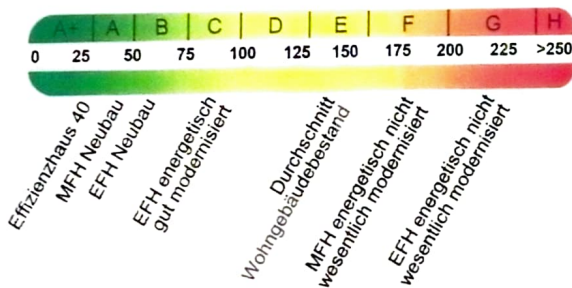 A+ A B C D E F G H
0 25 50 75 100 125 150 175 200 225 >250
Effizienzhaus 40
MFH Neubau
EFH Neubau
EFH energetisch
gut modernisiert
Durchschnitt
Wohngebäudebestand
MFH energetisch nicht
wesentlich modernisiert
EFH energetisch nicht
wesentlich modernisiert